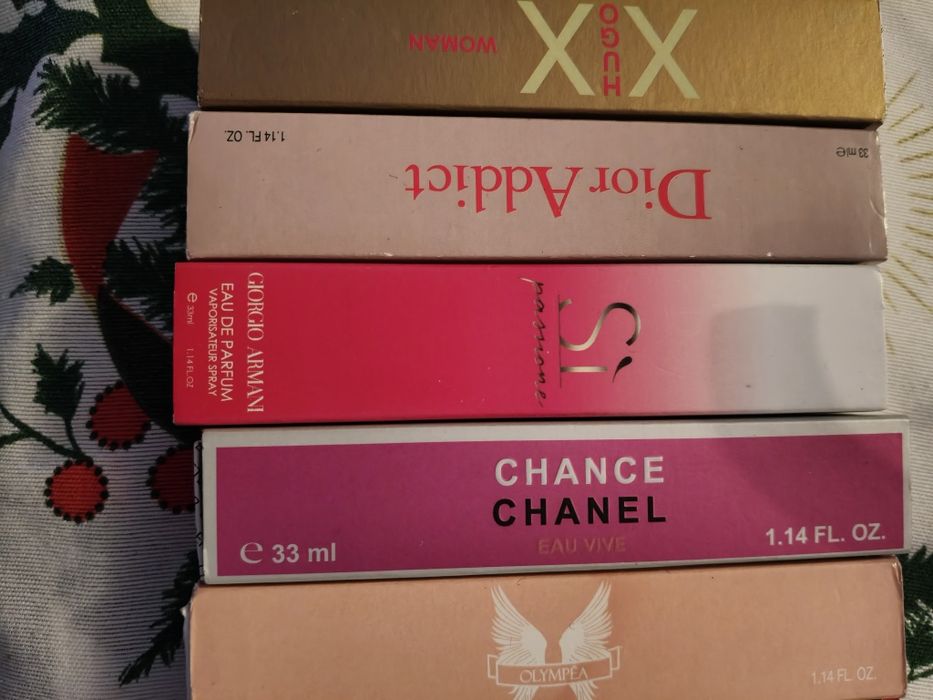 XX
HUGO
WOMAN
1.14 FL. OZ.
33 ml e
Dior Addict
Sì
passione
GIORGIO ARMANI
EAU DE PARFUM
VAPORISATEUR SPRAY
e 33ml 1.14 FL.OZ
CHANCE
CHANEL
EAU VIVE
e 33 ml
1.14 FL. OZ.
OLYMPÉA
1.14 FL. OZ.